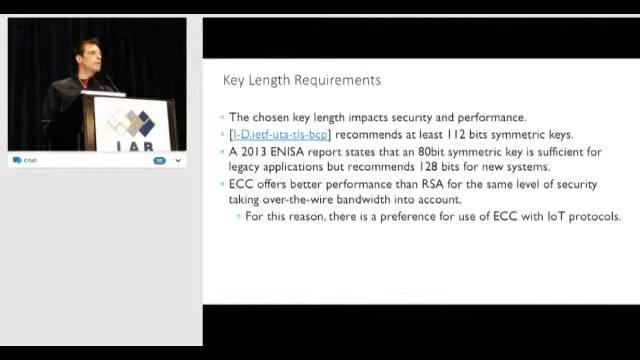 I A B
Chat
Key Length Requirements
The chosen key length impacts security and performance.
[I-D.ietf-uta-tls-bcp] recommends at least 112 bits symmetric keys.
A 2013 ENISA report states that an 80bit symmetric key is sufficient for
legacy applications but recommends 128 bits for new systems.
ECC offers better performance than RSA for the same level of security
taking over-the-wire bandwidth into account.
For this reason, there is a preference for use of ECC with IoT protocols.